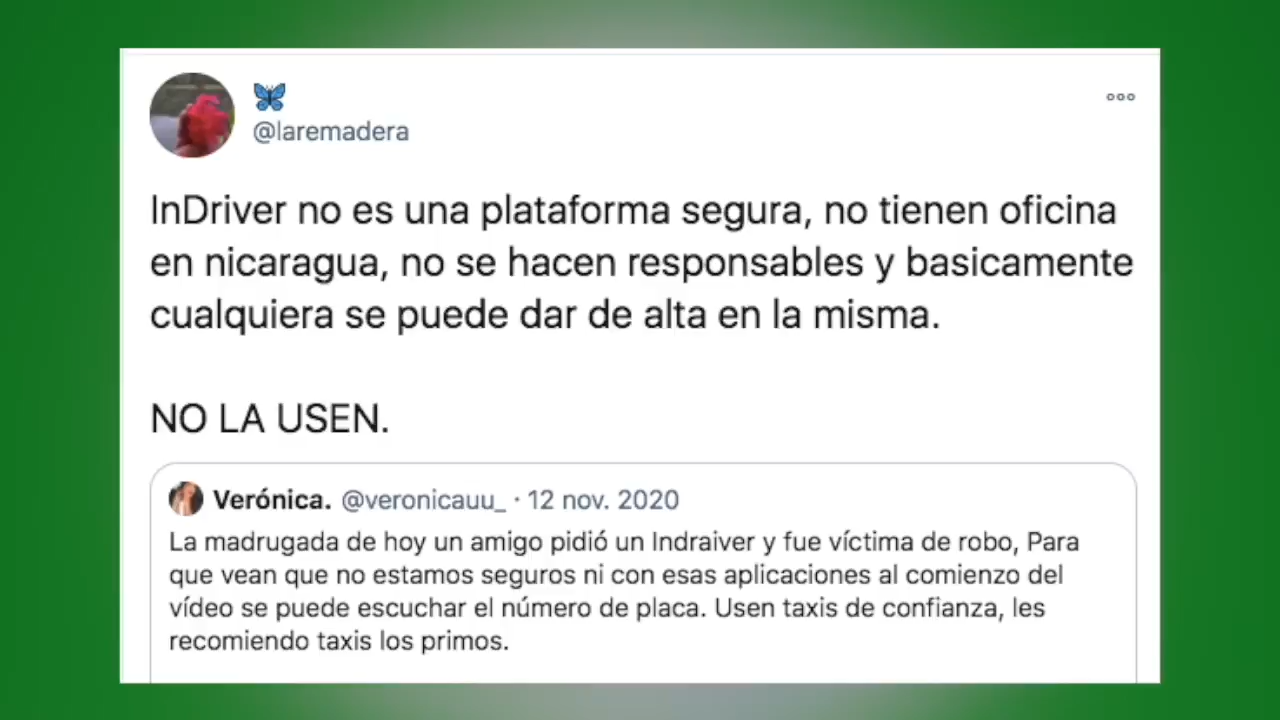 @laremadera
InDriver no es una plataforma segura, no tienen oficina
en nicaragua, no se hacen responsables y basicamente
cualquiera se puede dar de alta en la misma.
NO LA USEN.
Verónica. @veronicauu_ · 12 nov. 2020
La madrugada de hoy un amigo pidió un Indraiver y fue víctima de robo, Para
que vean que no estamos seguros ni con esas aplicaciones al comienzo del
vídeo se puede escuchar el número de placa. Usen taxis de confianza, les
recomiendo taxis los primos.